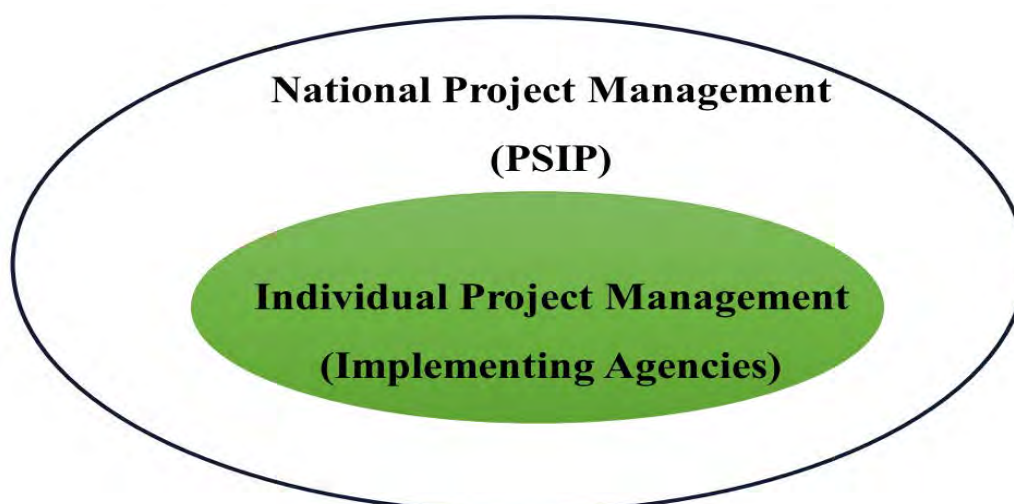 National Project Management
(PSIP)
Individual Project Management
(Implementing Agencies)